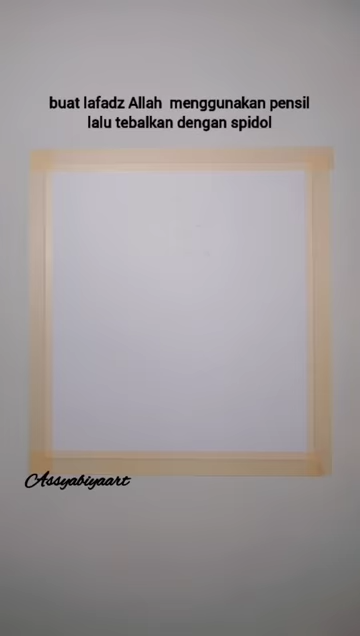 buat lafadz Allah menggunakan pensil
lalu tebalkan dengan spidol
Assyabiyaart